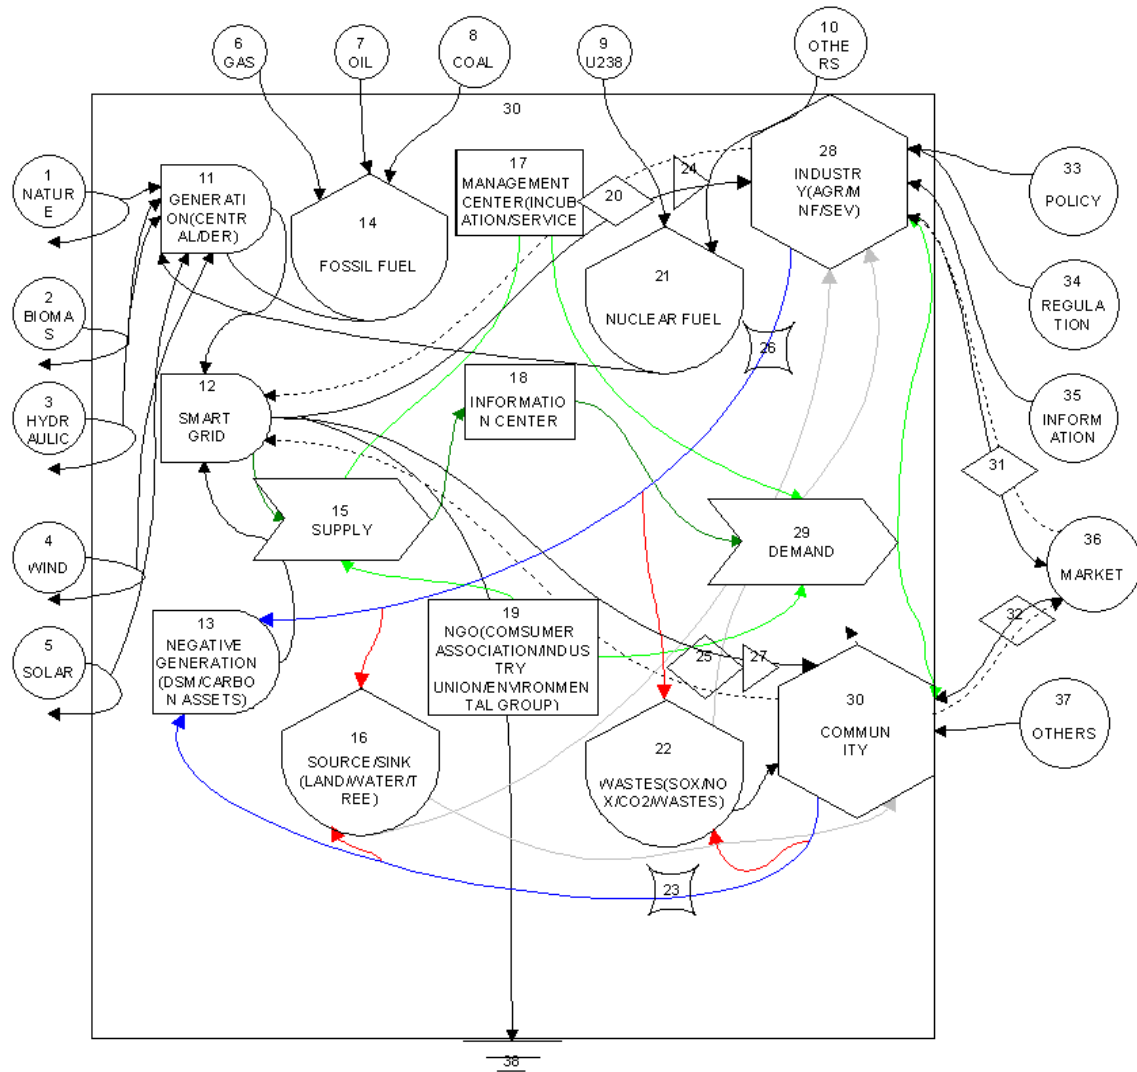 6
GAS
7
OIL
8
COAL
9
U238
10
OTHE
RS
30
1
NATUR
E
11
GENERATI
ON(CENTR
AL/DER)
14
FOSSIL FUEL
17
MANAGEMENT
CENTER(INCUB
ATION/SERVICE
20
24
28
INDUST
RY(AGR/M
NF/SEV)
33
POLICY
2
BIOMA
S
21
NUCLEAR FUEL
26
34
REGULA
TION
3
HYDR
AULIC
12
SMART
GRID
18
INFORMATIO
N CENTER
35
INFORM
ATION
31
4
WIND
15
SUPPLY
29
DEMAND
36
MARKET
5
SOLAR
13
NEGATIVE
GENERATION
(DSM/CARBO
N ASSETS)
19
NGO(COMSUMER
ASSOCIATION/INDUS
TRY
UNION/ENVIRONMEN
TAL GROUP)
25
27
32
30
COMMUN
ITY
37
OTHERS
16
SOURCE/SINK
(LAND/WATER/T
REE)
22
WASTES(SOX/NO
X/CO2/WASTES)
23
38